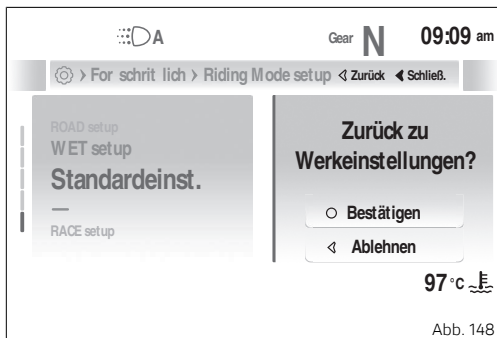 A Gear N 09:09 am
For schrit lich Riding Mode setup Zurück Schließ.
ROAD setup
WET setup
Standardeinst.
RACE setup
Zurück zu
Werkeinstellungen?
Bestätigen
Ablehnen
97 °C
Abb. 148